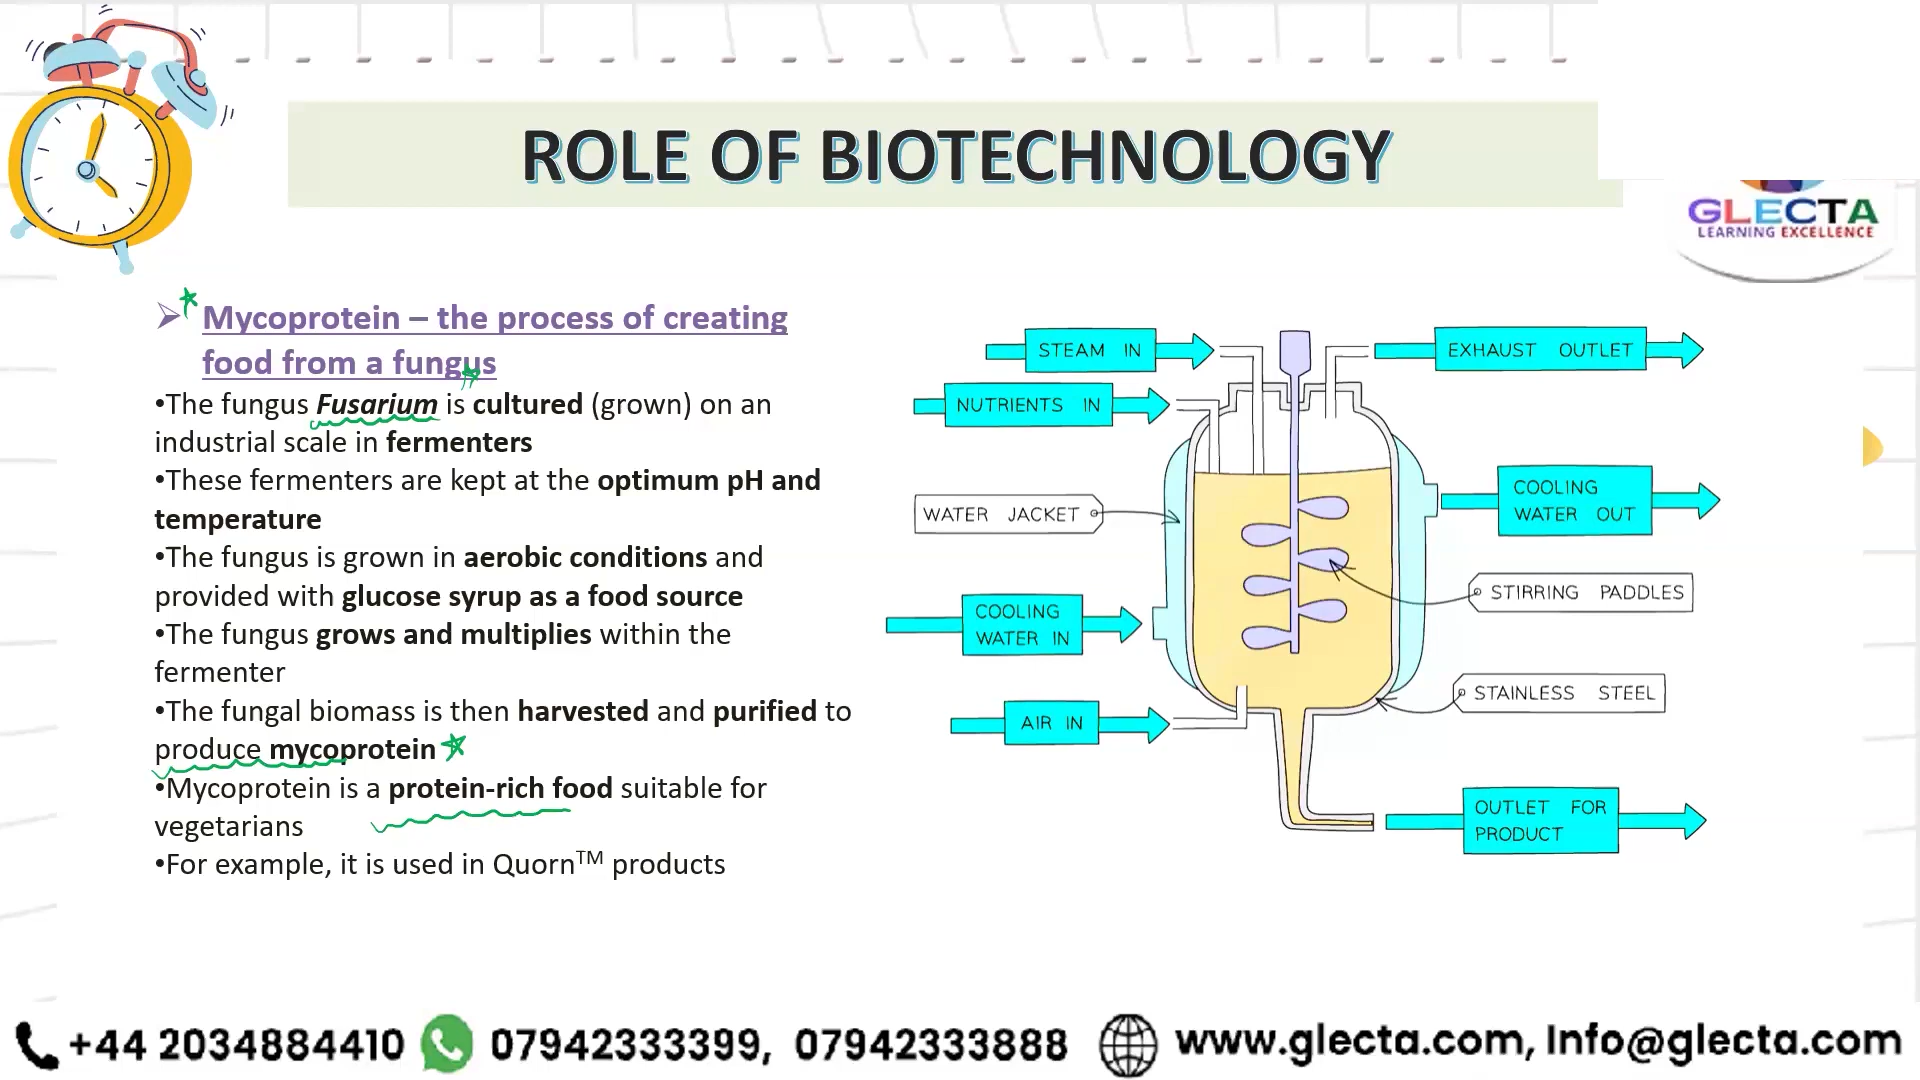 ROLE OF BIOTECHNOLOGY
GLECTA
LEARNING EXCELLENCE
➢ Mycoprotein – the process of creating
food from a fungus
•The fungus Fusarium is cultured (grown) on an
industrial scale in fermenters
•These fermenters are kept at the optimum pH and
temperature
•The fungus is grown in aerobic conditions and
provided with glucose syrup as a food source
•The fungus grows and multiplies within the
fermenter
•The fungal biomass is then harvested and purified to
produce mycoprotein
•Mycoprotein is a protein-rich food suitable for
vegetarians
•For example, it is used in Quorn™ products
STEAM IN
EXHAUST OUTLET
NUTRIENTS IN
WATER JACKET
COOLING
WATER OUT
STIRRING PADDLES
COOLING
WATER IN
STAINLESS STEEL
AIR IN
OUTLET FOR
PRODUCT
+44 2034884410 07942333399, 07942333888 www.glecta.com, Info@glecta.com